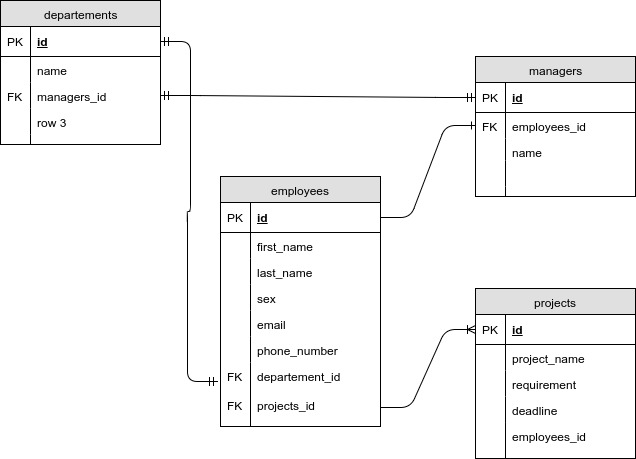 departements
PK id
name
FK managers_id
row 3
managers
PK id
FK employees_id
name
employees
PK id
first_name
last_name
sex
email
phone_number
FK departement_id
FK projects_id
projects
PK id
project_name
requirement
deadline
employees_id